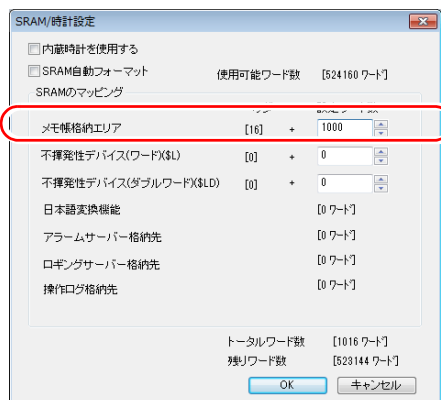 SRAM/時計設定
内蔵時計を使用する
SRAM自動フォーマット 使用可能ワード数 [524160 ワード]
SRAMのマッピング
メモ帳格納エリア [16] + 1000
不揮発性デバイス(ワード)($L) [0] + 0
不揮発性デバイス(ダブルワード)($LD) [0] + 0
日本語変換機能 [0 ワード]
アラームサーバー格納先 [0 ワード]
ロギングサーバー格納先 [0 ワード]
操作ログ格納先 [0 ワード]
トータルワード数 [1016 ワード]
残りワード数 [523144 ワード]
OK キャンセル